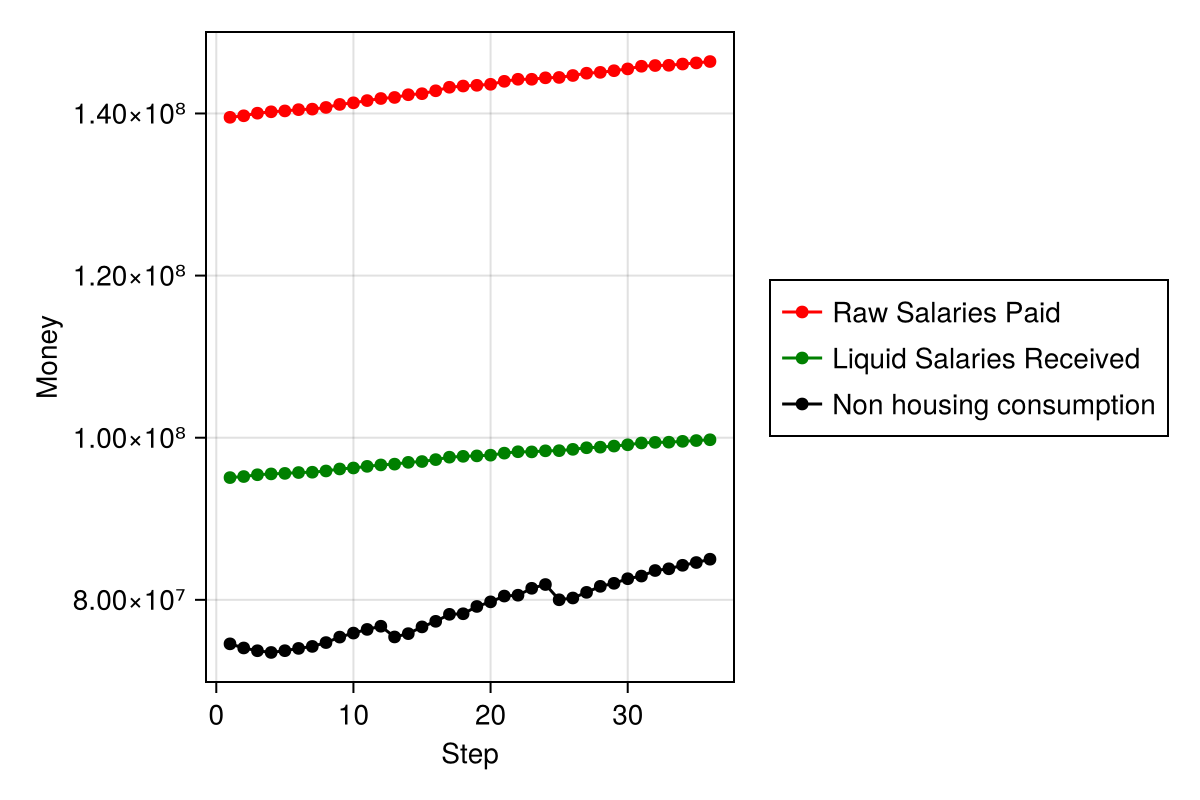 1.40×10⁸
1.20×10⁸
1.00×10⁸
8.00×10⁷
Money
0 10 20 30
Step
Raw Salaries Paid
Liquid Salaries Received
Non housing consumption